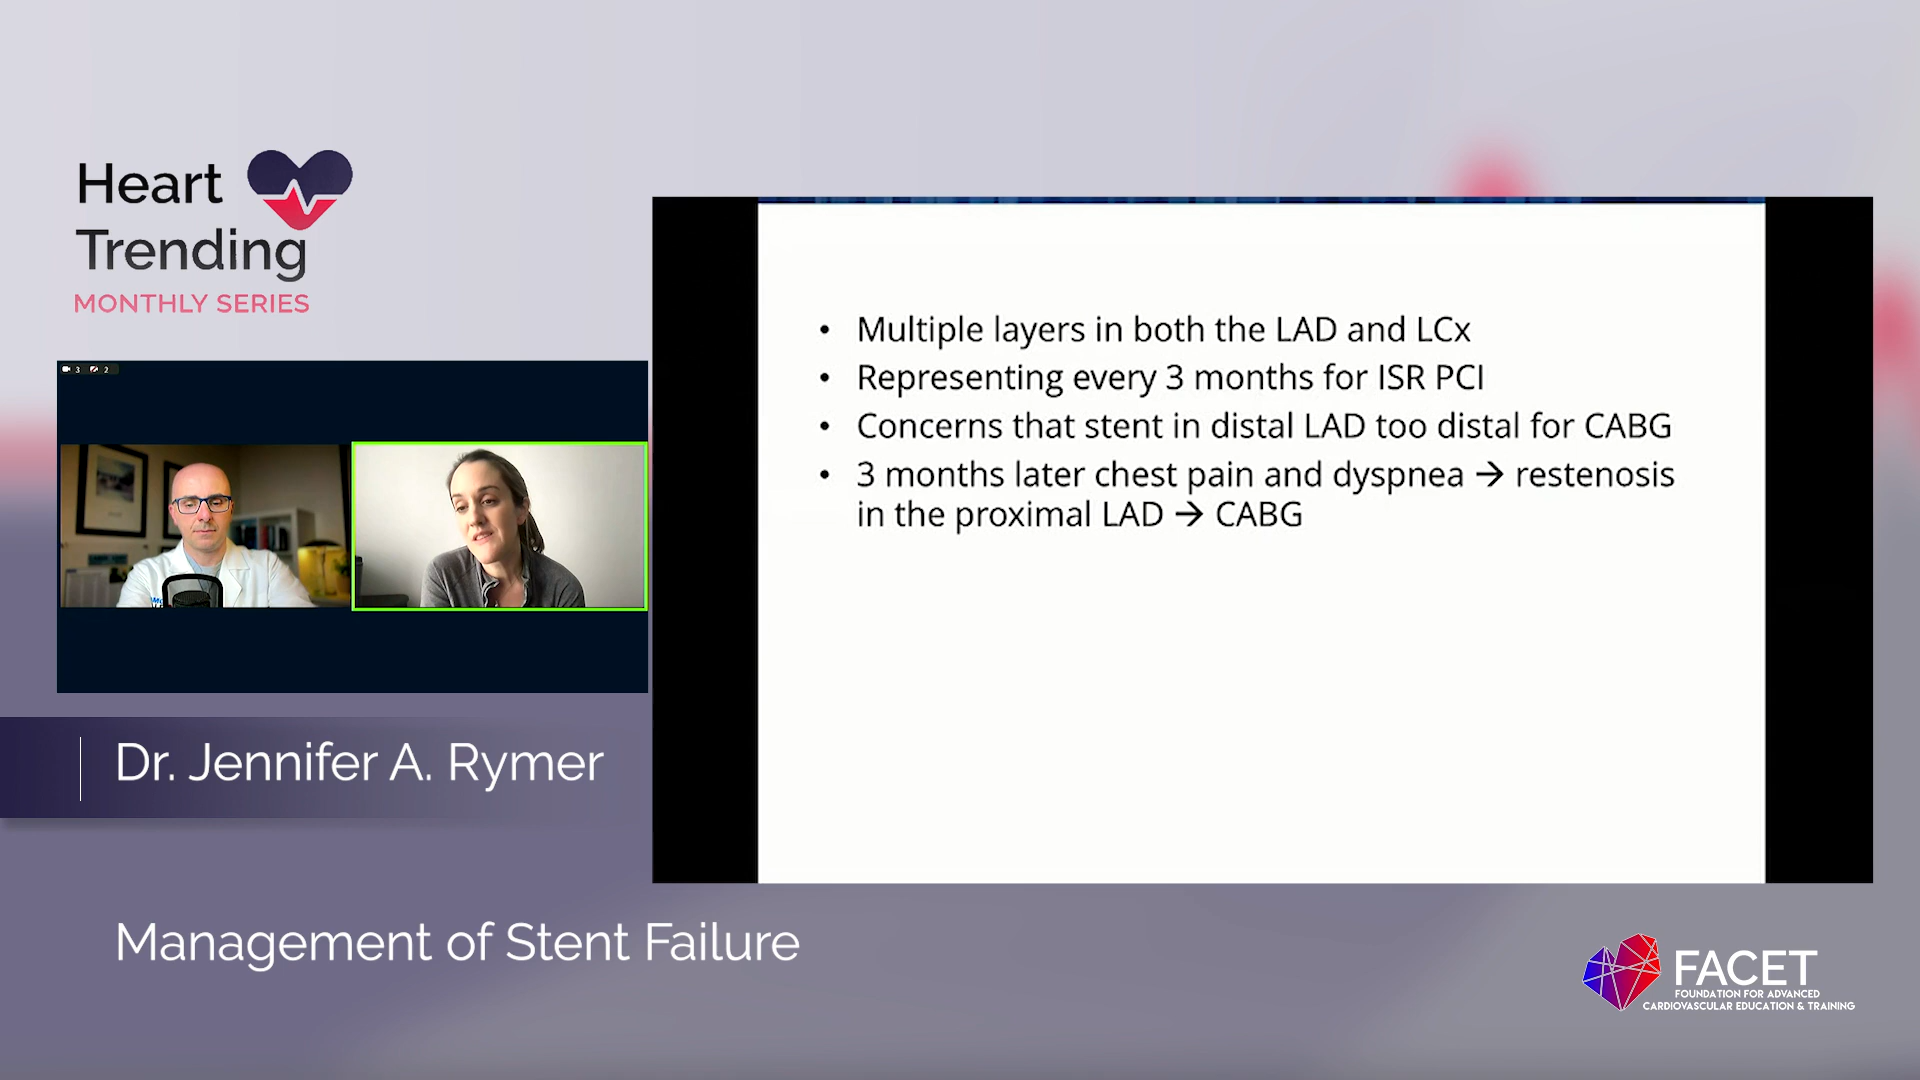 Heart
Trending
MONTHLY SERIES
3 2
• Multiple layers in both the LAD and LCx
• Representing every 3 months for ISR PCI
• Concerns that stent in distal LAD too distal for CABG
• 3 months later chest pain and dyspnea → restenosis
in the proximal LAD → CABG
Dr. Jennifer A. Rymer
Management of Stent Failure
FACET
FOUNDATION FOR ADVANCED
CARDIOVASCULAR EDUCATION & TRAINING